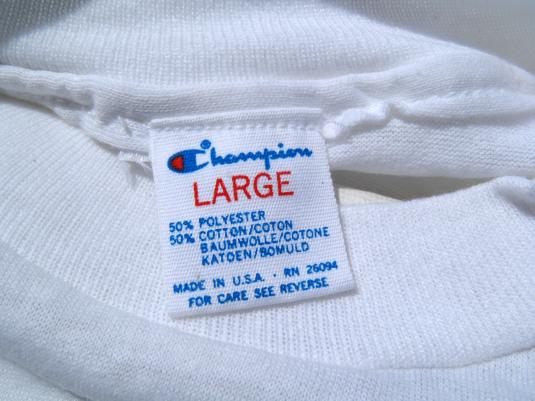 Champion®
LARGE
50% POLYESTER
50% COTTON/COTON
BAUMWOLLE/COTONE
KATOEN/BOMULD
MADE IN U.S.A. · RN 26094
FOR CARE SEE REVERSE